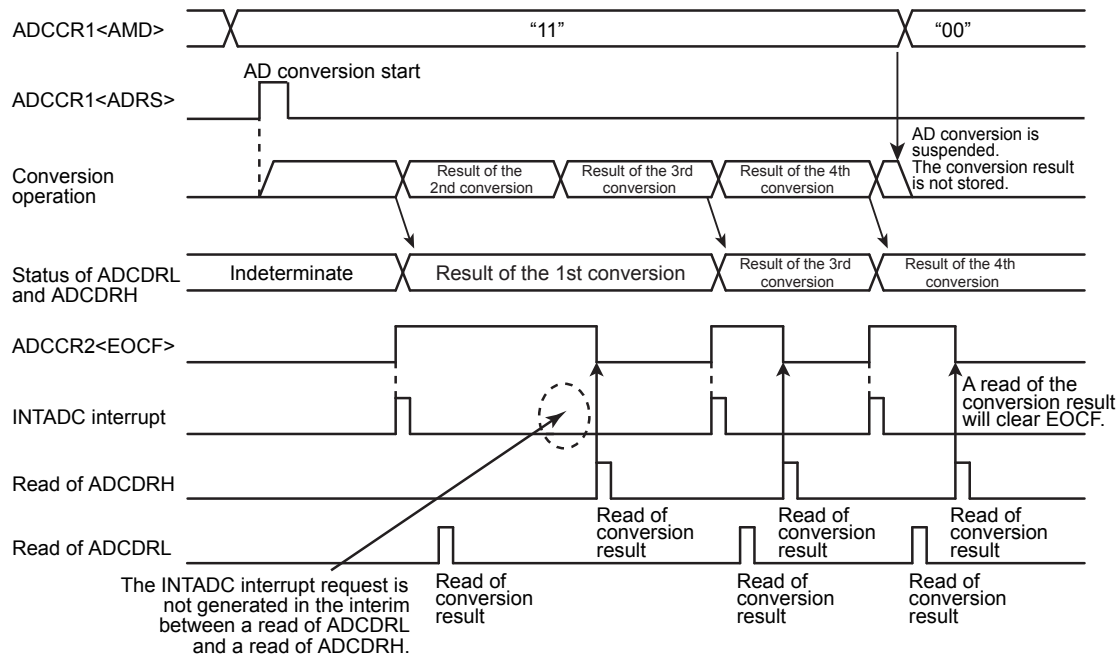 ADCCR1<AMD>
"11"
"00"
AD conversion start
ADCCR1<ADRS>
AD conversion is
suspended.
The conversion result
is not stored.
Conversion
operation
Result of the
2nd conversion
Result of the 3rd
conversion
Result of the 4th
conversion
Status of ADCDRL
and ADCDRH
Indeterminate
Result of the 1st conversion
Result of the 3rd
conversion
Result of the 4th
conversion
ADCCR2<EOCF>
INTADC interrupt
A read of the
conversion result
will clear EOCF.
Read of ADCDRH
Read of
conversion
result
Read of
conversion
result
Read of
conversion
result
Read of ADCDRL
Read of
conversion
result
Read of
conversion
result
Read of
conversion
result
The INTADC interrupt request is
not generated in the interim
between a read of ADCDRL
and a read of ADCDRH.